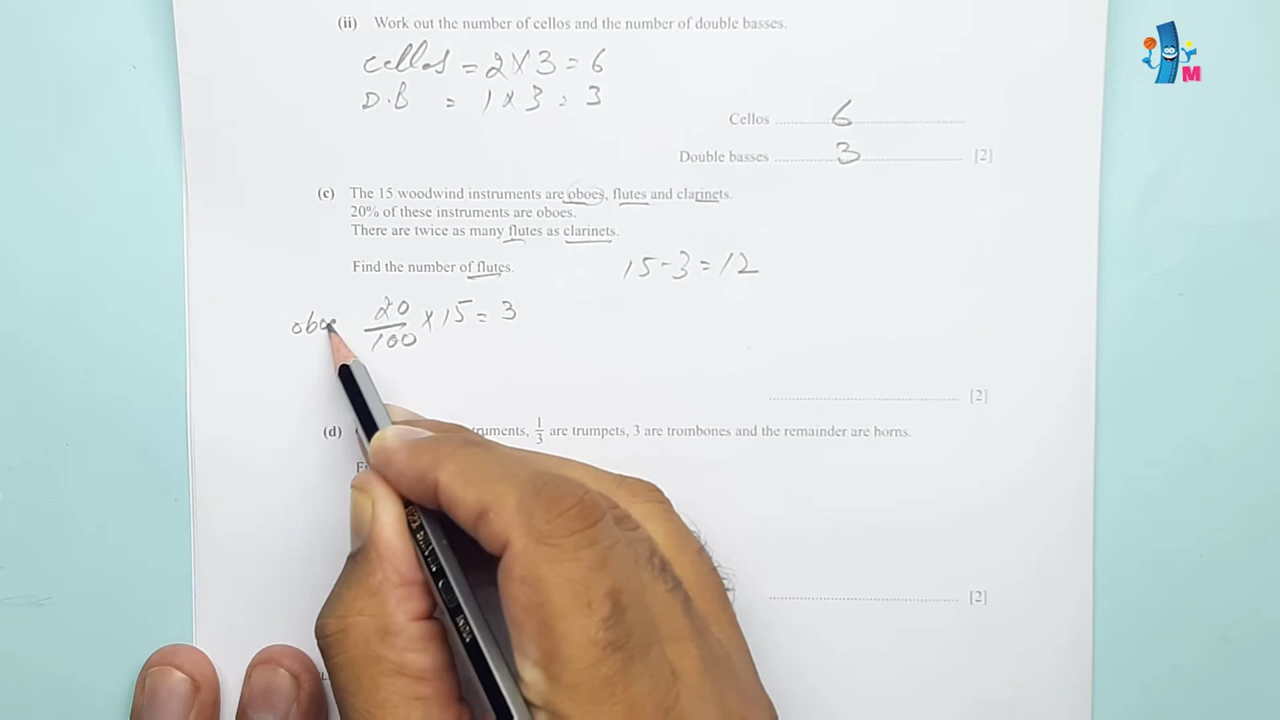 (ii) Work out the number of cellos and the number of double basses.
cellos = 2 × 3 = 6
D.B = 1 × 3 = 3
Cellos 6
Double basses 3 [2]
(c) The 15 woodwind instruments are oboes, flutes and clarinets.
20% of these instruments are oboes.
There are twice as many flutes as clarinets.
Find the number of flutes.
15-3=12
oboe 20/100 × 15 = 3
[2]
(d) 1/3 are trumpets, 3 are trombones and the remainder are horns.
[2]
M